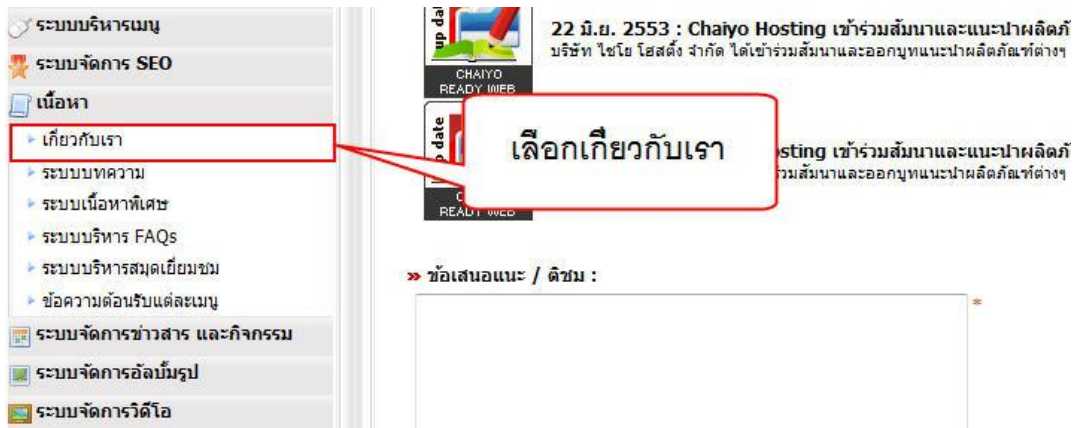 ระบบบริหารเมนู
ระบบจัดการ SEO
เนื้อหา
เกี่ยวกับเรา
ระบบบทความ
ระบบเนื้อหาพิเศษ
ระบบบริหาร FAQs
ระบบบริหารสมุดเยี่ยมชม
ข้อความต้อนรับแต่ละเมนู
ระบบจัดการข่าวสาร และกิจกรรม
ระบบจัดการอัลบั้มรูป
ระบบจัดการวิดีโอ
up da
CHAIYO
READY WEB
22 มิ.ย. 2553 : Chaiyo Hosting เข้าร่วมสัมนาและแนะนำผลิตภั
บริษัท ไชโย โฮสติ้ง จำกัด ได้เข้าร่วมสัมนาและออกบูทแนะนำผลิตภัณฑ์ต่างๆ
เลือกเกี่ยวกับเรา
up date
READY WEB
osting เข้าร่วมสัมนาและแนะนำผลิตภั
ร่วมสัมนาและออกบูทแนะนำผลิตภัณฑ์ต่างๆ
» ข้อเสนอแนะ / ติชม :
*